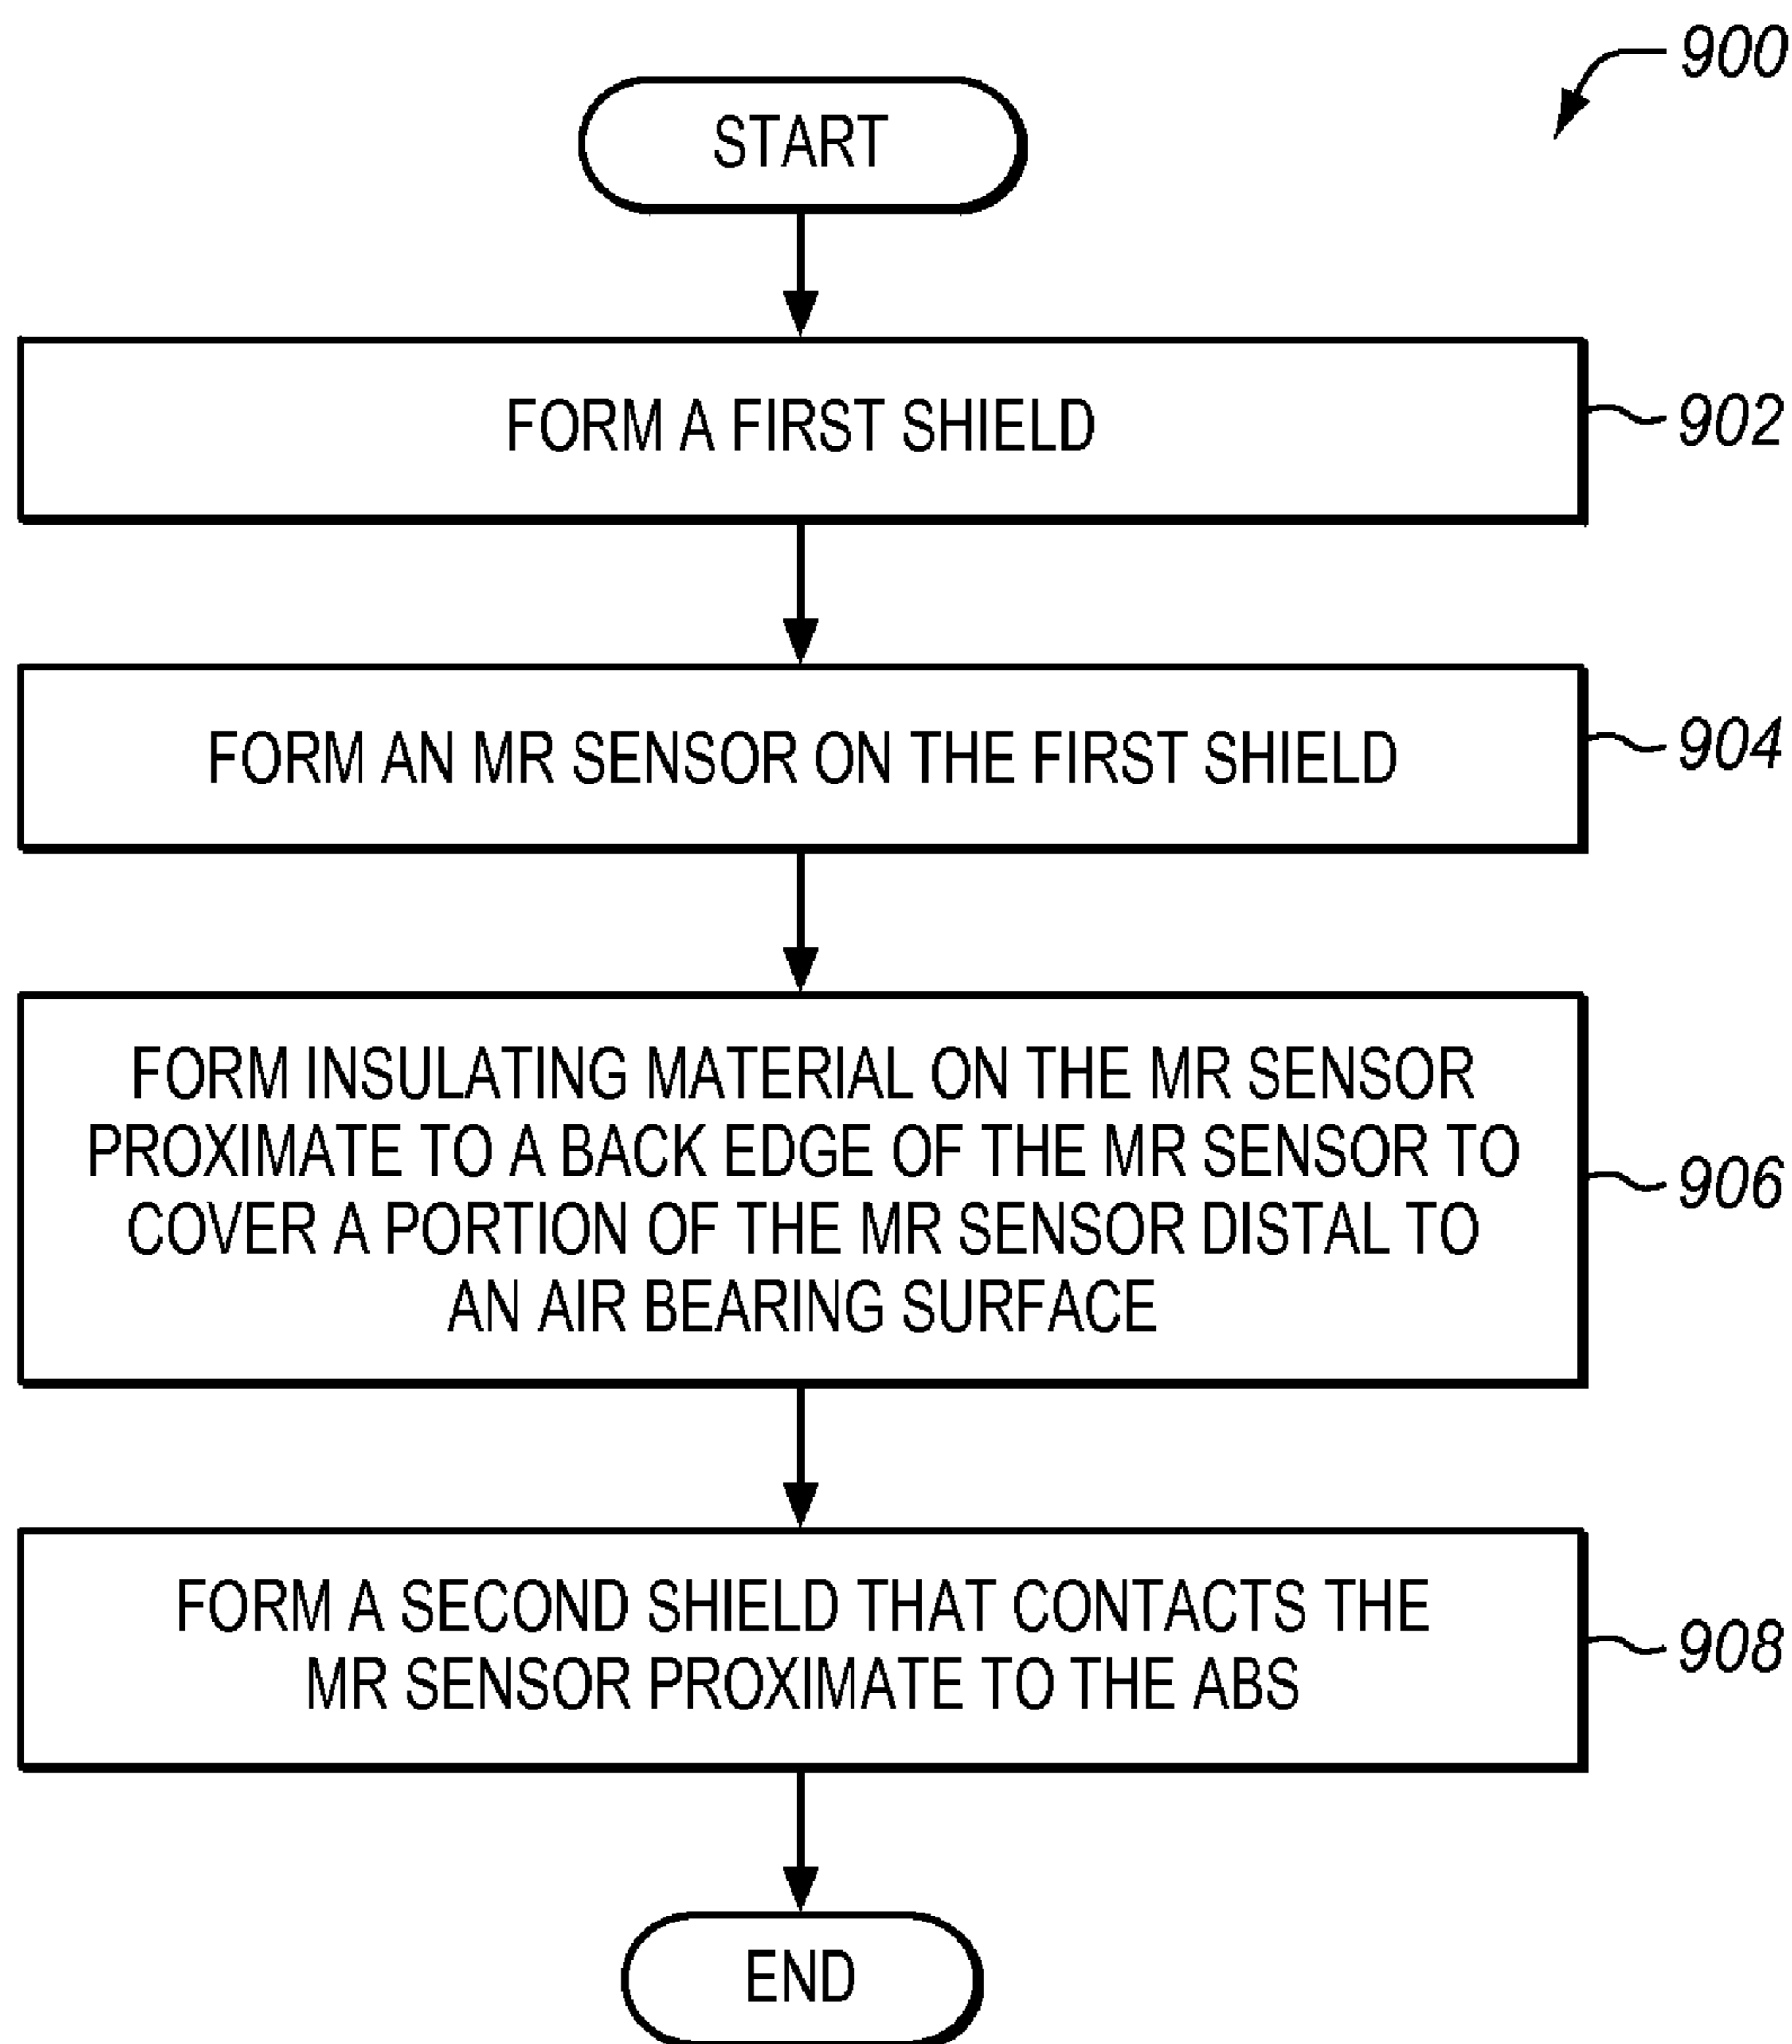 900
START
FORM A FIRST SHIELD
902
FORM AN MR SENSOR ON THE FIRST SHIELD
904
FORM INSULATING MATERIAL ON THE MR SENSOR
PROXIMATE TO A BACK EDGE OF THE MR SENSOR TO
COVER A PORTION OF THE MR SENSOR DISTAL TO
AN AIR BEARING SURFACE
906
FORM A SECOND SHIELD THAT CONTACTS THE
MR SENSOR PROXIMATE TO THE ABS
908
END